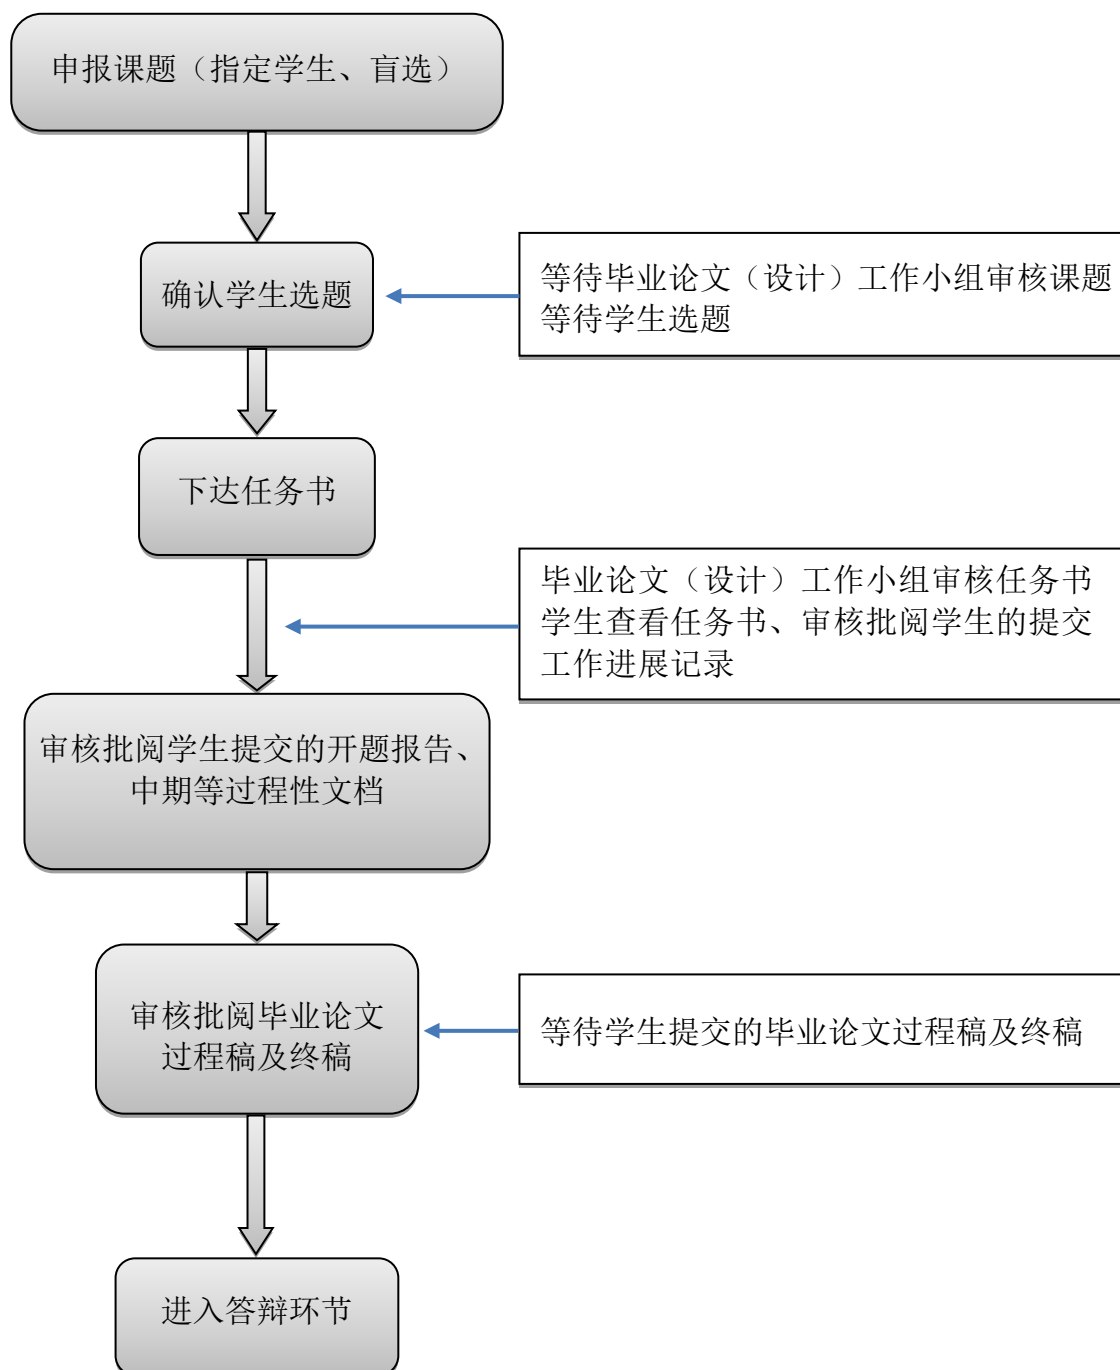 申报课题（指定学生、盲选）
确认学生选题
等待毕业论文（设计）工作小组审核课题
等待学生选题
下达任务书
毕业论文（设计）工作小组审核任务书
学生查看任务书、审核批阅学生的提交
工作进展记录
审核批阅学生提交的开题报告、
中期等过程性文档
审核批阅毕业论文
过程稿及终稿
等待学生提交的毕业论文过程稿及终稿
进入答辩环节